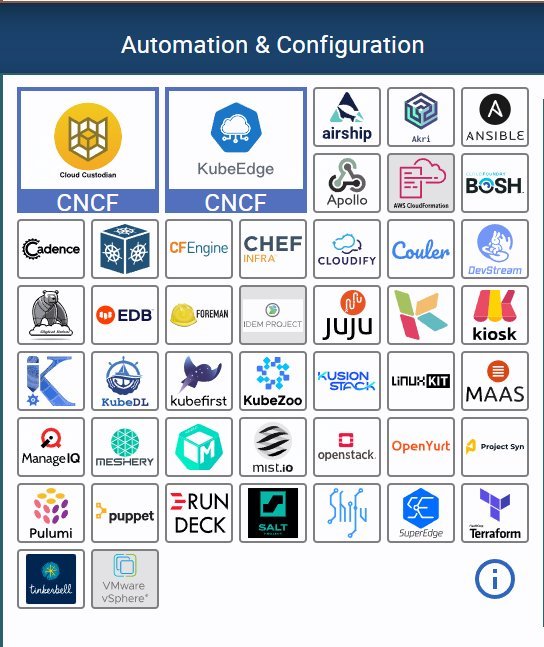 Automation & Configuration
Cloud Custodian
CNCF
KubeEdge
CNCF
airship
Akri
ANSIBLE
Apollo
AWS CloudFormation
CLOUD FOUNDRY
BOSH
Cadence
CFEngine
CHEF
INFRA
CLOUDIFY
Couler
DevStream
Digital Rebar
EDB
FOREMAN
IDEM PROJECT
JUJU
kiosk
K
KubeDL
kubefirst
KubeZoo
KUSION
STACK
LINUXKIT
MAAS
ManageIQ
MESHERY
M
mist.io
openstack.
OpenYurt
Project Syn
Pulumi
puppet
RUN
DECK
SALT
PROJECT
Shifu
SuperEdge
HashiCorp
Terraform
tinkerbell
VMware
vSphere®
i